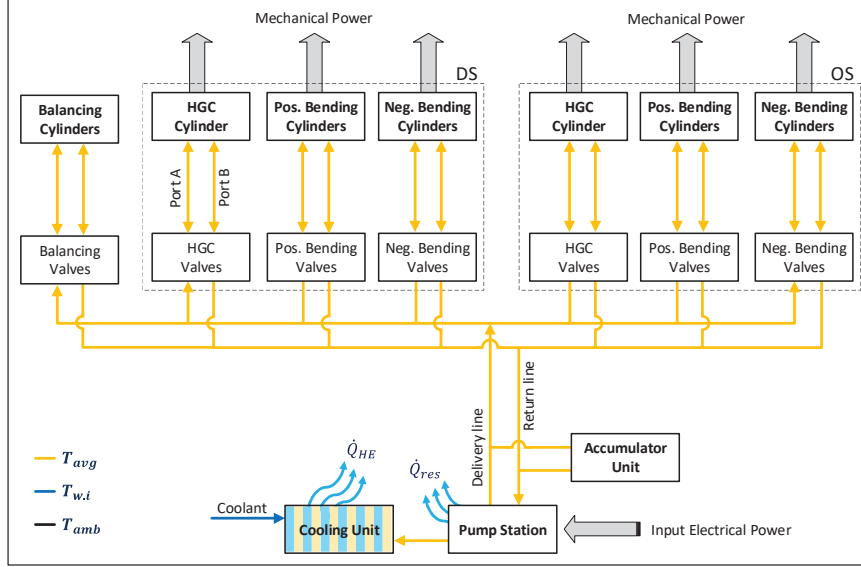 Mechanical Power
Mechanical Power
DS
OS
Balancing
Cylinders
HGC
Cylinder
Pos. Bending
Cylinders
Neg. Bending
Cylinders
HGC
Cylinder
Pos. Bending
Cylinders
Neg. Bending
Cylinders
Port A
Port B
Balancing
Valves
HGC
Valves
Pos. Bending
Valves
Neg. Bending
Valves
HGC
Valves
Pos. Bending
Valves
Neg. Bending
Valves
Delivery line
Return line
Accumulator
Unit
T_avg
T_w.i
T_amb
Q̇_HE
Q̇_res
Coolant
Cooling Unit
Pump Station
Input Electrical Power